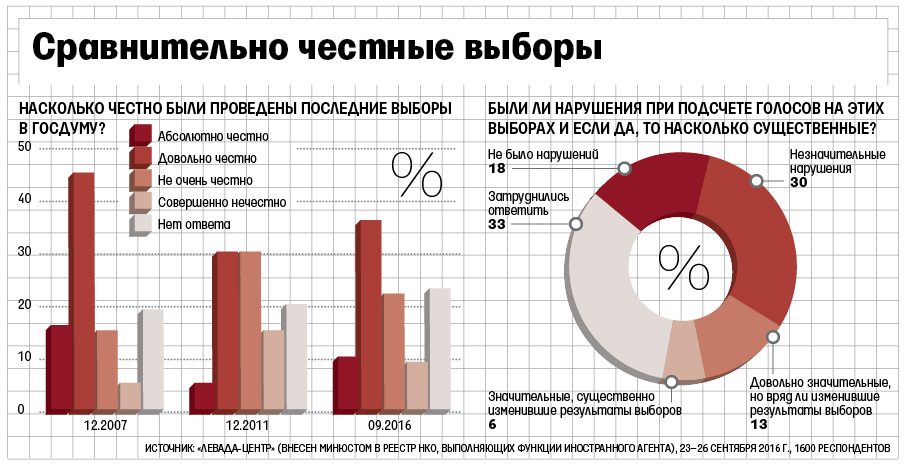 Сравнительно честные выборы
НАСКОЛЬКО ЧЕСТНО БЫЛИ ПРОВЕДЕНЫ ПОСЛЕДНИЕ ВЫБОРЫ
В ГОСДУМУ?
50
40
30
20
10
0
Абсолютно честно
Довольно честно
Не очень честно
Совершенно нечестно
Нет ответа
%
12.2007
12.2011
09.2016
БЫЛИ ЛИ НАРУШЕНИЯ ПРИ ПОДСЧЕТЕ ГОЛОСОВ НА ЭТИХ
ВЫБОРАХ И ЕСЛИ ДА, ТО НАСКОЛЬКО СУЩЕСТВЕННЫЕ?
Не было нарушений
18
Незначительные
нарушения
30
Затруднились
ответить
33
%
Значительные, существенно
изменившие результаты выборов
6
Довольно значительные,
но вряд ли изменившие
результаты выборов
13
ИСТОЧНИК: «ЛЕВАДА-ЦЕНТР» (ВНЕСЕН МИНЮСТОМ В РЕЕСТР НКО, ВЫПОЛНЯЮЩИХ ФУНКЦИИ ИНОСТРАННОГО АГЕНТА), 23–26 СЕНТЯБРЯ 2016 Г., 1600 РЕСПОНДЕНТОВ